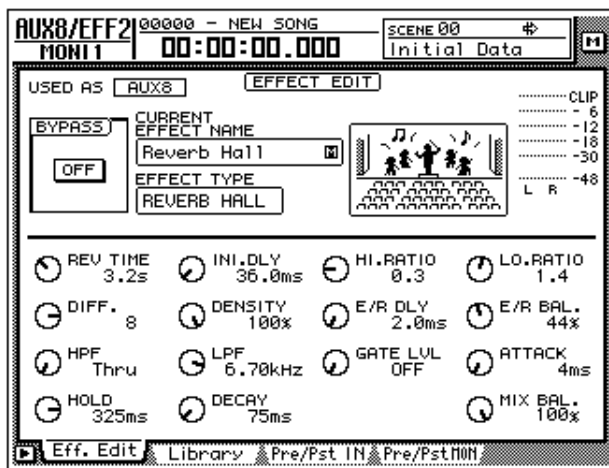 AUX8/EFF2
MONI1
00000 - NEW SONG
00:00:00.000
SCENE 00
Initial Data
M
USED AS AUX8
EFFECT EDIT
BYPASS
OFF
CURRENT
EFFECT NAME
Reverb Hall M
EFFECT TYPE
REVERB HALL
CLIP
- 6
-12
-18
-30
-48
L R
REV TIME
3.2s
INI.DLY
36.0ms
HI.RATIO
0.3
LO.RATIO
1.4
DIFF.
8
DENSITY
100%
E/R DLY
2.0ms
E/R BAL.
44%
HPF
Thru
LPF
6.70kHz
GATE LVL
OFF
ATTACK
4ms
HOLD
325ms
DECAY
75ms
MIX BAL.
100%
Eff. Edit Library Pre/Pst IN Pre/PstMON